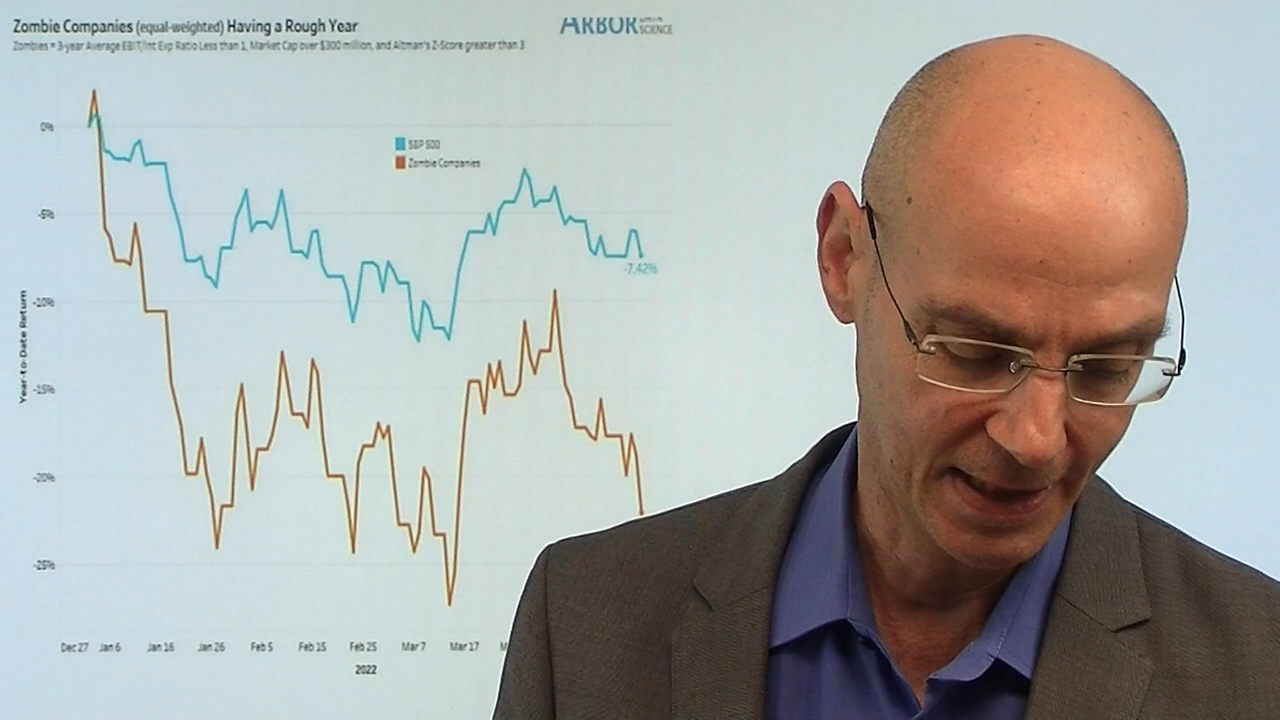 Zombie Companies (equal-weighted) Having a Rough Year
Zombies = 3-year Average EBIT/Int Exp Ratio Less than 1, Market Cap over $300 million, and Altman's Z-Score greater than 3
ARBOR DATA SCIENCE
S&P 500
Zombie Companies
0%
-5%
-10%
-15%
-20%
-25%
Year-to-Date Return
-7.42%
Dec 27 Jan 6 Jan 16 Jan 26 Feb 5 Feb 15 Feb 25 Mar 7 Mar 17
2022